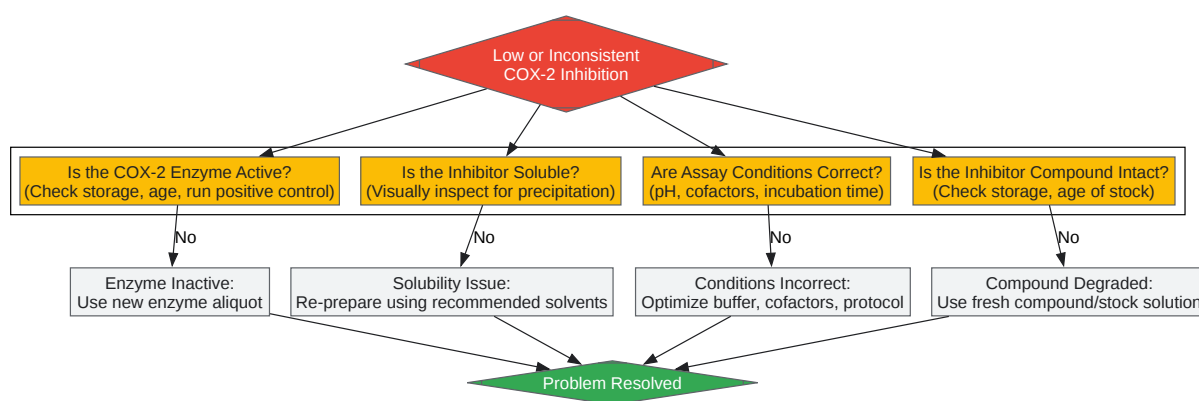 Low or Inconsistent
COX-2 Inhibition
Is the COX-2 Enzyme Active?
(Check storage, age, run positive control)
Is the Inhibitor Soluble?
(Visually inspect for precipitation)
Are Assay Conditions Correct?
(pH, cofactors, incubation time)
Is the Inhibitor Compound Intact?
(Check storage, age of stock)
No
No
No
No
Enzyme Inactive:
Use new enzyme aliquot
Solubility Issue:
Re-prepare using recommended solvents
Conditions Incorrect:
Optimize buffer, cofactors, protocol
Compound Degraded:
Use fresh compound/stock solution
Problem Resolved